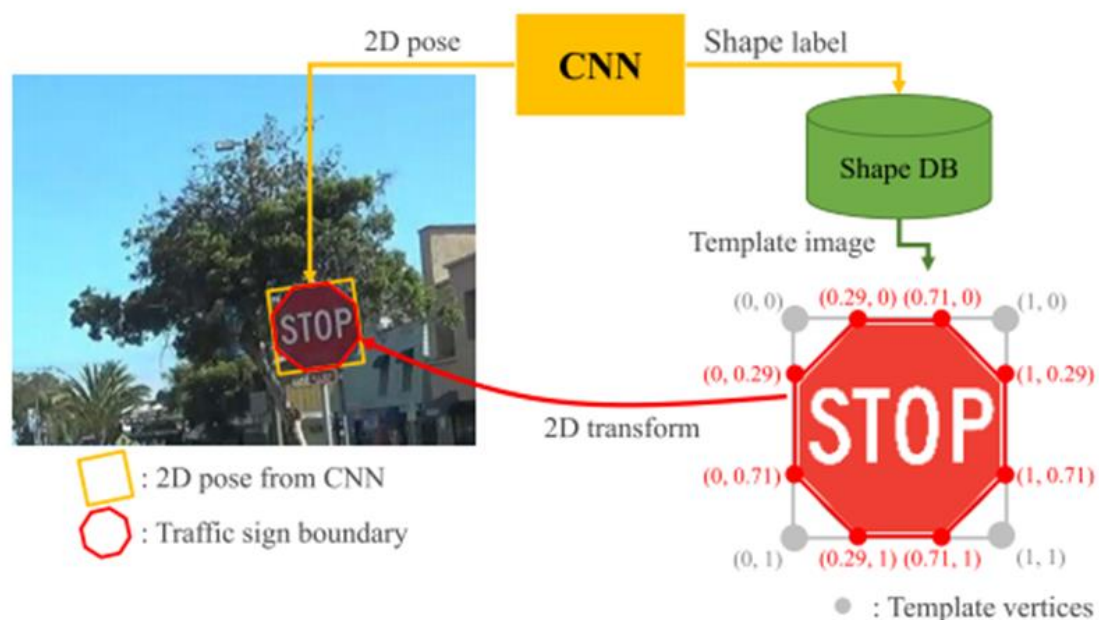 2D pose
CNN
Shape label
Shape DB
Template image
STOP
(0, 0)
(0.29, 0)
(0.71, 0)
(1, 0)
(0, 0.29)
(1, 0.29)
STOP
2D transform
(0, 0.71)
(1, 0.71)
(0, 1)
(0.29, 1)
(0.71, 1)
(1, 1)
: 2D pose from CNN
: Traffic sign boundary
: Template vertices